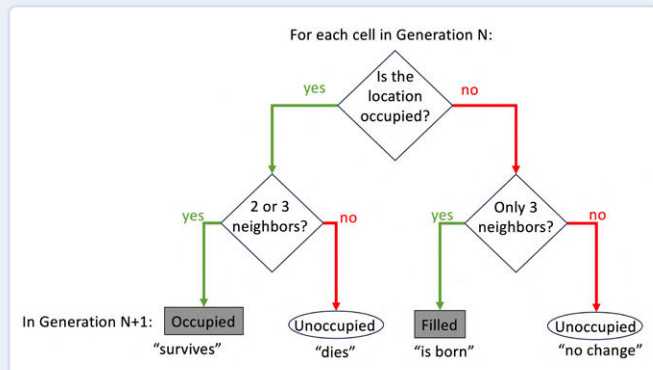 For each cell in Generation N:
Is the
location
occupied?
yes
no
2 or 3
neighbors?
yes
no
Only 3
neighbors?
yes
no
In Generation N+1:
Occupied
Unoccupied
Filled
Unoccupied
“survives”
“dies”
“is born”
“no change”